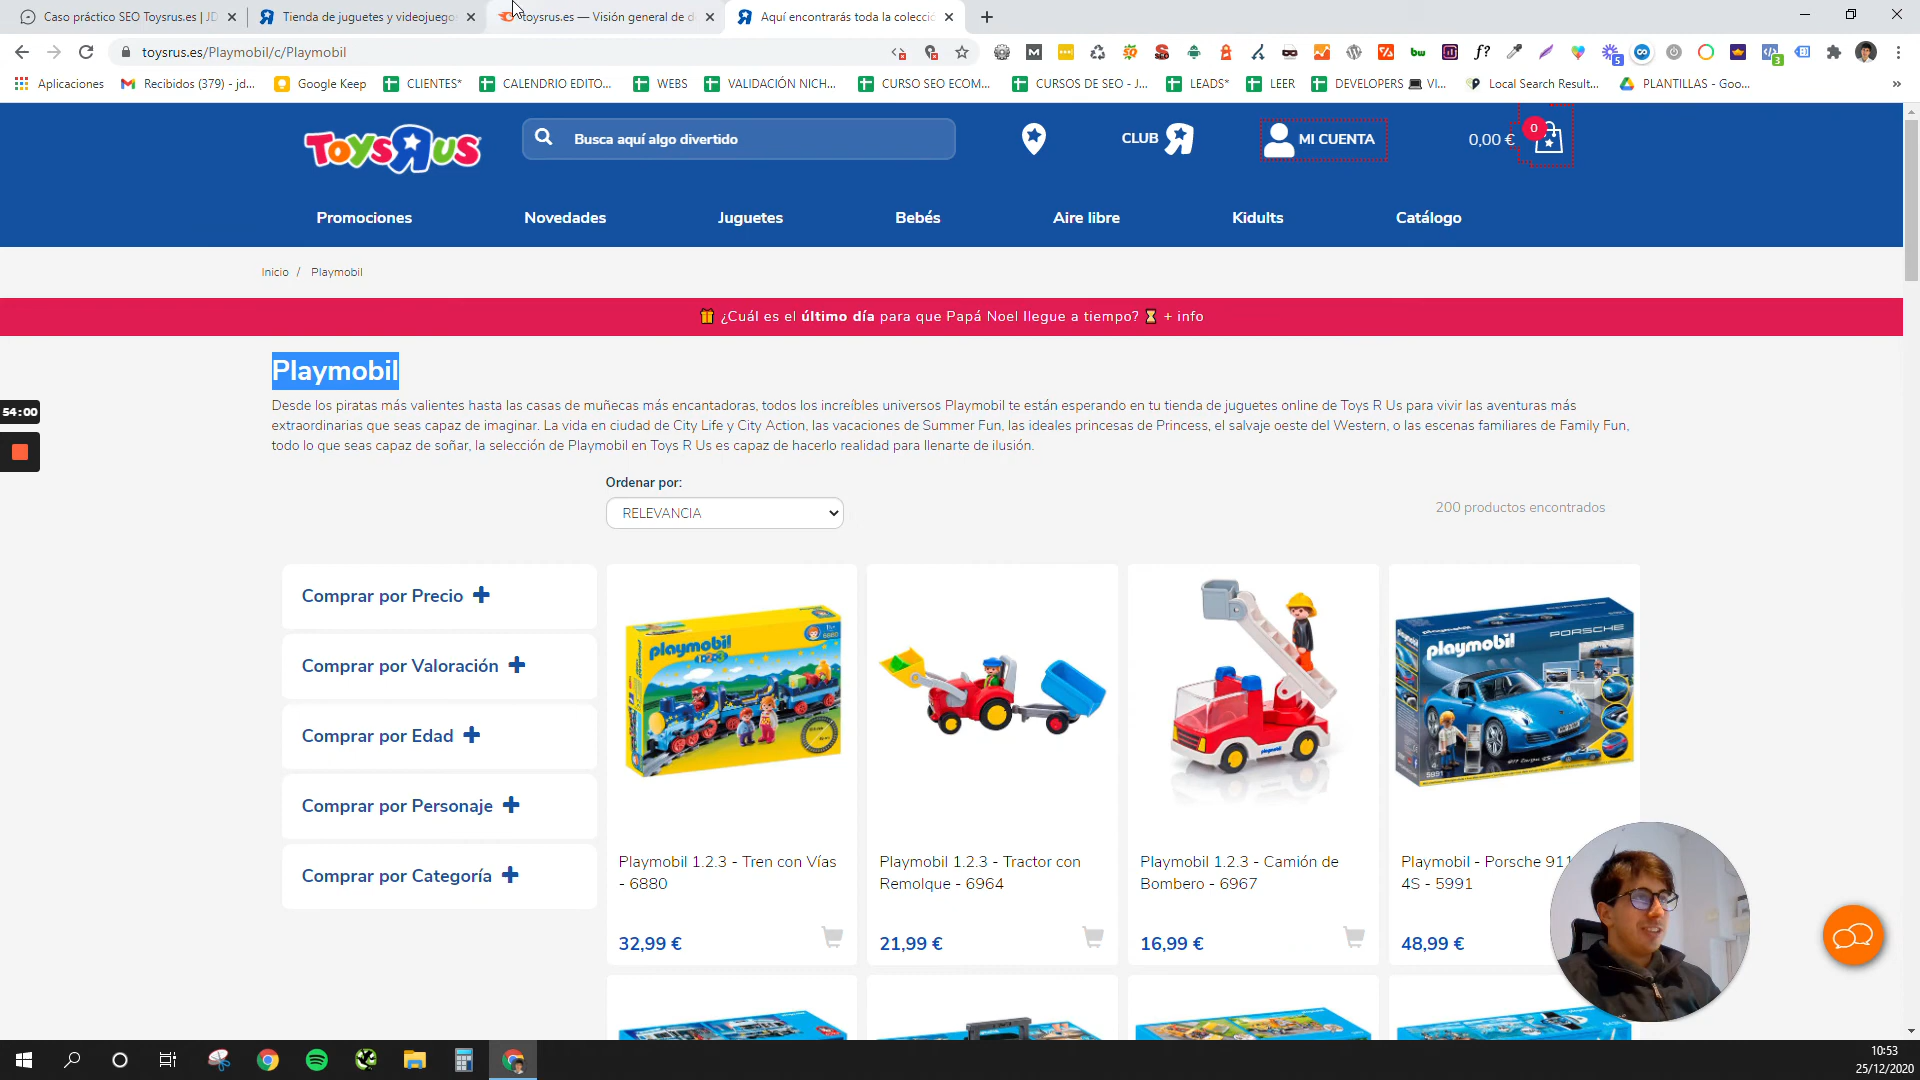 Caso práctico SEO Toysrus.es | JD
Tienda de juguetes y videojuego
toysrus.es — Visión general de d
Aquí encontrarás toda la colecció
toysrus.es/Playmobil/c/Playmobil
Aplicaciones
Recibidos (379) - jd...
Google Keep
CLIENTES*
CALENDARIO EDITO...
WEBS
VALIDACIÓN NICH...
CURSO SEO ECOM...
CURSOS DE SEO - J...
LEADS*
LEER
DEVELOPERS 💻 VI...
Local Search Result...
PLANTILLAS - Goo...
»
Toys R us
Busca aquí algo divertido
CLUB R
MI CUENTA
0,00 €
0
Promociones
Novedades
Juguetes
Bebés
Aire libre
Kidults
Catálogo
Inicio / Playmobil
🎁 ¿Cuál es el último día para que Papá Noel llegue a tiempo? ⏳ + info
Playmobil
Desde los piratas más valientes hasta las casas de muñecas más encantadoras, todos los increíbles universos Playmobil te están esperando en tu tienda de juguetes online de Toys R Us para vivir las aventuras más
extraordinarias que seas capaz de imaginar. La vida en ciudad de City Life y City Action, las vacaciones de Summer Fun, las ideales princesas de Princess, el salvaje oeste del Western, o las escenas familiares de Family Fun,
todo lo que seas capaz de soñar, la selección de Playmobil en Toys R Us es capaz de hacerlo realidad para llenarte de ilusión.
54:00
Ordenar por:
RELEVANCIA
200 productos encontrados
Comprar por Precio +
Comprar por Valoración +
Comprar por Edad +
Comprar por Personaje +
Comprar por Categoría +
playmobil
1·2·3
6880
playmobil
PORSCHE
5991
Playmobil 1.2.3 - Tren con Vías
- 6880
32,99 €
Playmobil 1.2.3 - Tractor con
Remolque - 6964
21,99 €
Playmobil 1.2.3 - Camión de
Bombero - 6967
16,99 €
Playmobil - Porsche 911
4S - 5991
48,99 €
10:53
25/12/2020